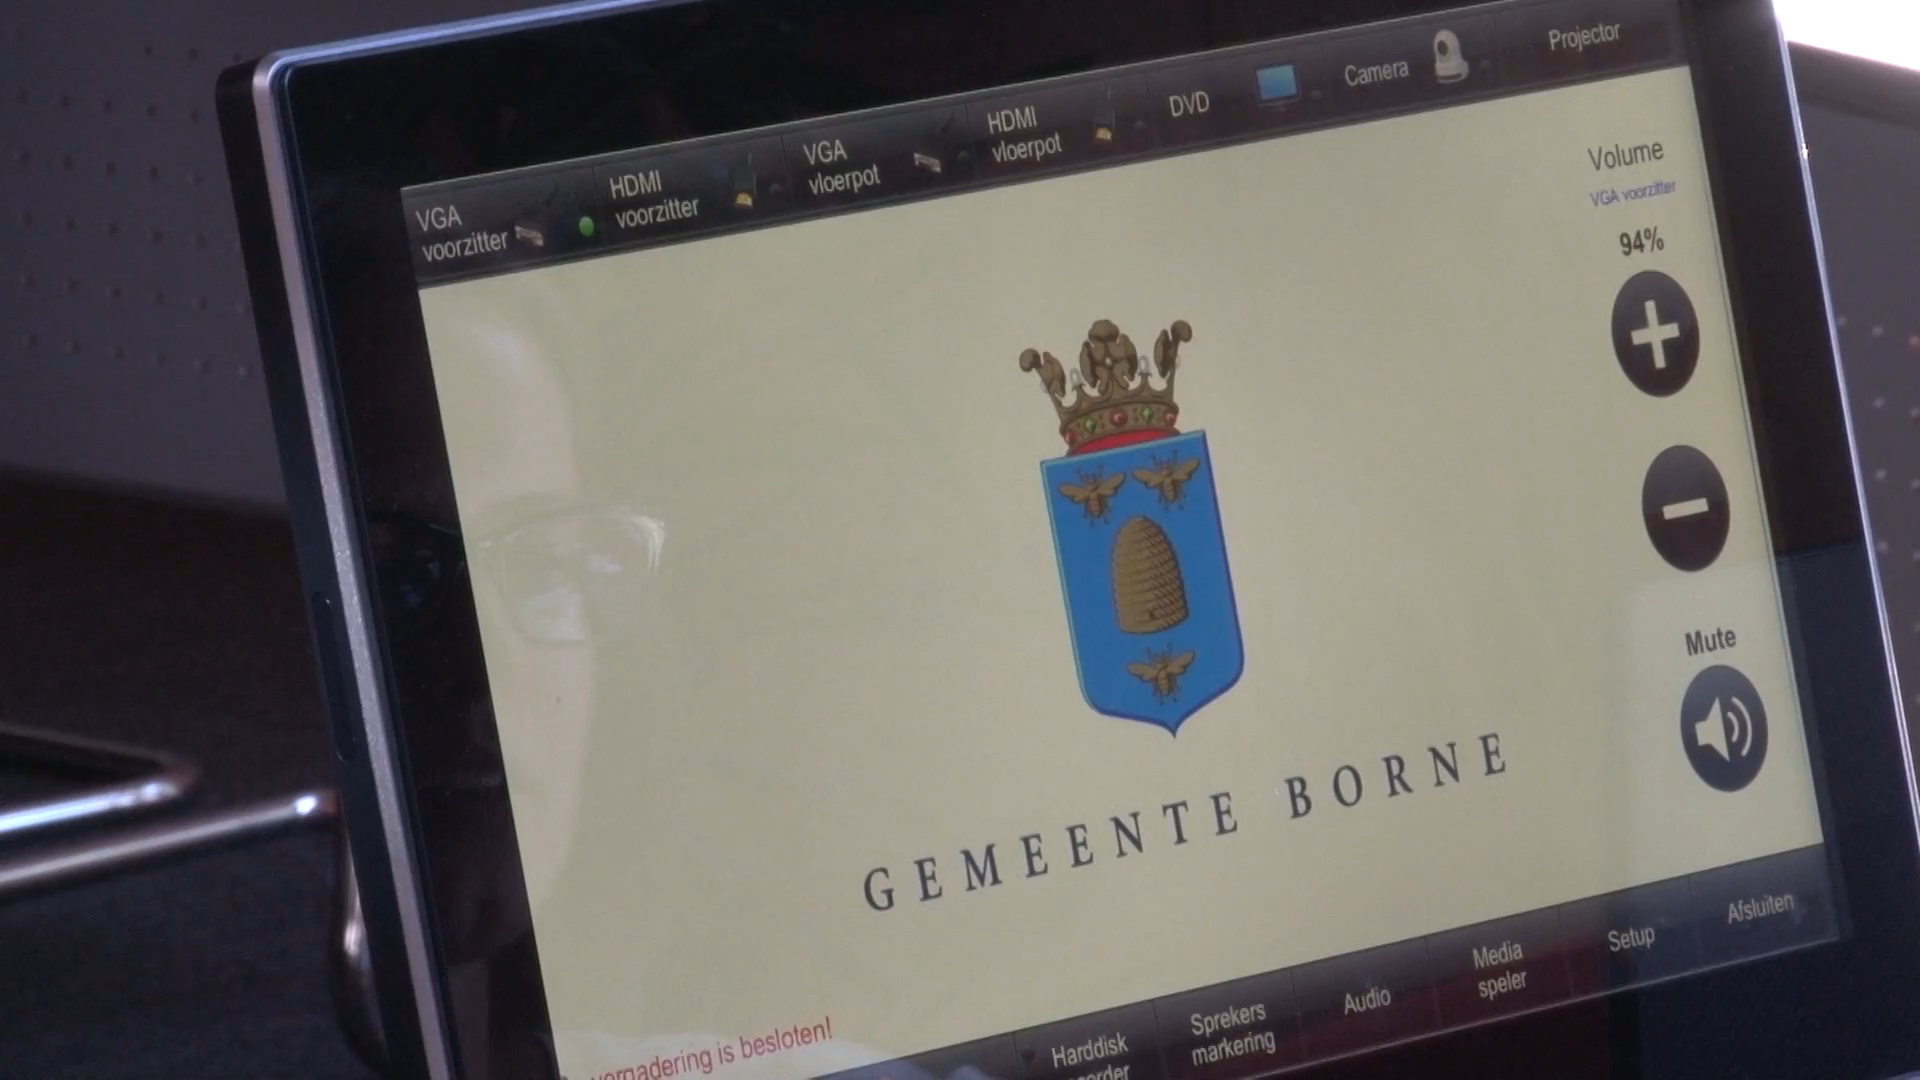 VGA
voorzitter
HDMI
voorzitter
VGA
vloerpot
HDMI
vloerpot
DVD
Camera
Projector
Volume
VGA voorzitter
94%
Mute
GEMEENTE BORNE
is besloten!
Harddisk
Sprekers
markering
Audio
Media
speler
Setup
Afsluiten